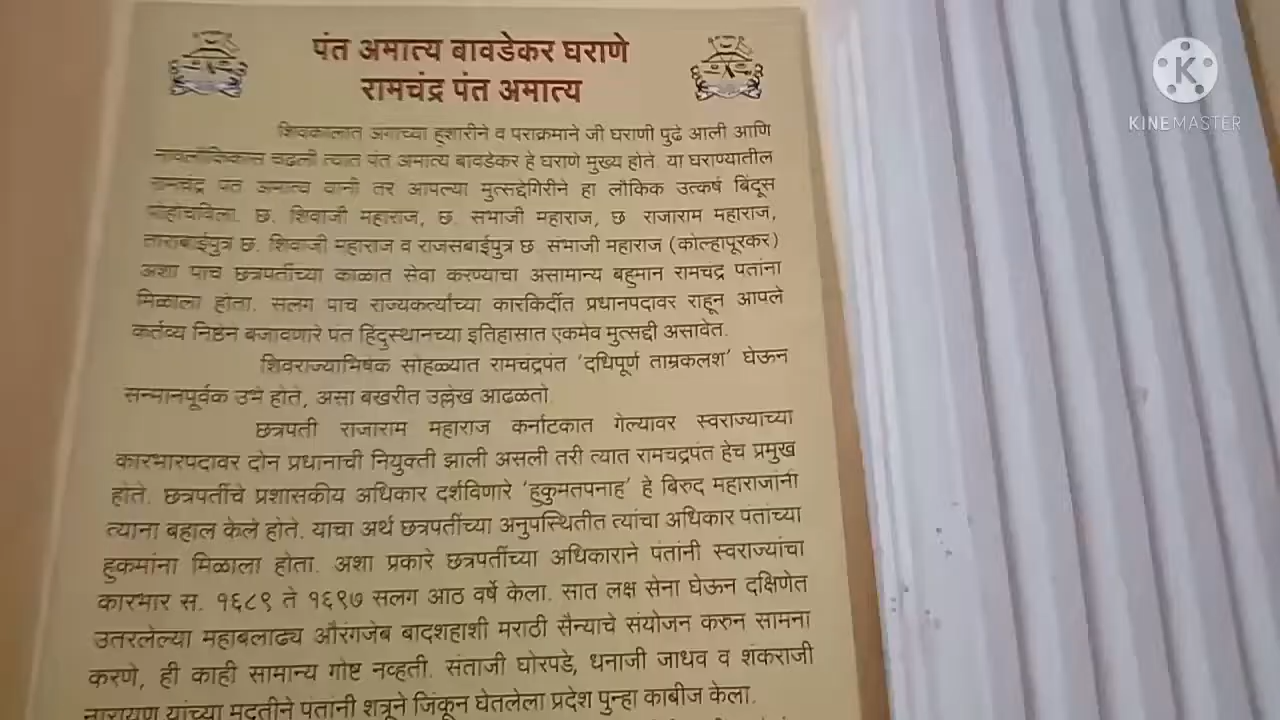 पंत अमात्य बावडेकर घराणे
रामचंद्र पंत अमात्य
शिवकालात अगाच्या हुसारीने व पराक्रमाने जी घराणी पुढे आली आणि
नावलौकिकास चढली त्यात पंत अमात्य बावडेकर हे घराणे मुख्य होते. या घराण्यातील
रामचंद्र पंत अमात्य यांनी तर आपल्या मुत्सद्देगिरीने हा लौकिक उत्कर्ष बिंदूस
पोहोचविला. छ. शिवाजी महाराज, छ. संभाजी महाराज, छ राजाराम महाराज,
ताराबाईपुत्र छ. शिवाजी महाराज व राजसबाईपुत्र छ संभाजी महाराज (कोल्हापूरकर)
अशा पाच छत्रपतींच्या काळात सेवा करण्याचा असामान्य बहुमान रामचंद्र पतांना
मिळाला होता. सलग पाच राज्यकर्त्यांच्या कारकिर्दीत प्रधानपदावर राहून आपले
कर्तव्य निष्ठेन बजावणारे पंत हिंदुस्थानच्या इतिहासात एकमेव मुत्सद्दी असावेत.
शिवराज्याभिषेक सोहळ्यात रामचंद्रपंत 'दधिपूर्ण ताम्रकलश' घेऊन
सन्मानपूर्वक उभे होते, असा बखरीत उल्लेख आढळतो
छत्रपती राजाराम महाराज कर्नाटकात गेल्यावर स्वराज्याच्या
कारभारपदावर दोन प्रधानाची नियुक्ती झाली असली तरी त्यात रामचद्रपंत हेच प्रमुख
होते. छत्रपतींचे प्रशासकीय अधिकार दर्शविणारे 'हुकुमतपनाह' हे बिरुद महाराजांनी
त्याना बहाल केले होते. याचा अर्थ छत्रपतींच्या अनुपस्थितीत त्यांचा अधिकार पतांच्या
हुकमांना मिळाला होता. अशा प्रकारे छत्रपतींच्या अधिकाराने पंतांनी स्वराज्यांचा
कारभार स. १६८९ ते १६९७ सलग आठ वर्षे केला. सात लक्ष सेना घेऊन दक्षिणेत
उतरलेल्या महाबलाढ्य औरंगजेब बादशहाशी मराठी सैन्याचे संयोजन करुन सामना
करणे, ही काही सामान्य गोष्ट नव्हती. संताजी घोरपडे, धनाजी जाधव व शंकराजी
नारायण यांच्या मदतीने पंतांनी शत्रूने जिंकून घेतलेला प्रदेश पुन्हा काबीज केला.
KINEMASTER